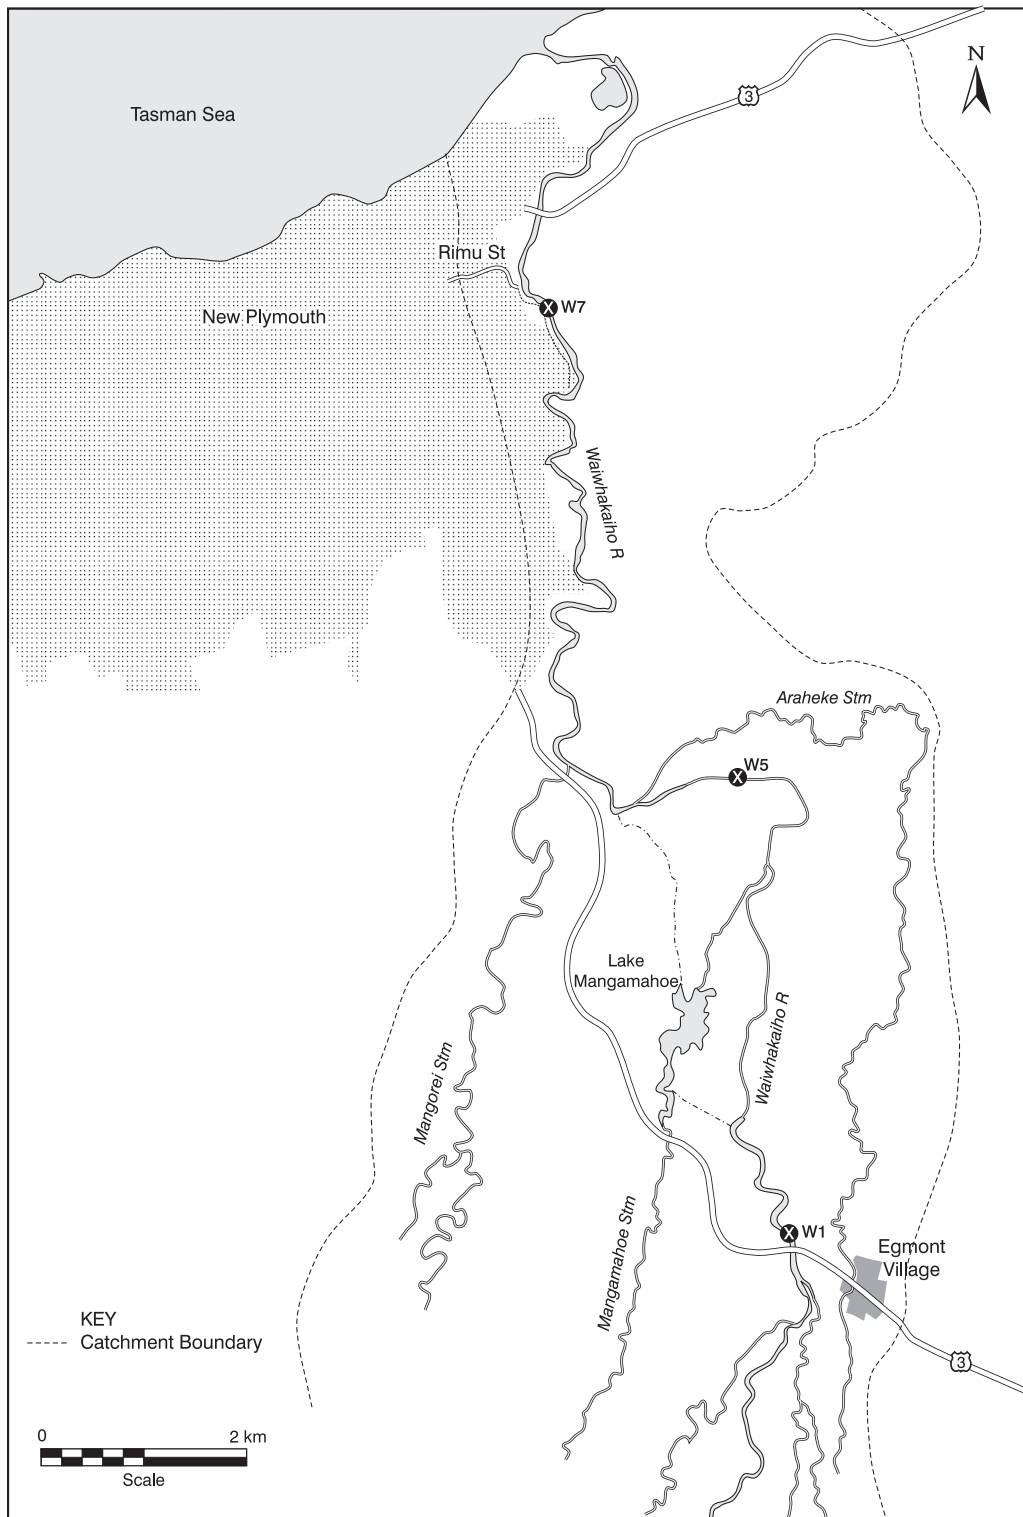 N
3
Tasman Sea
Rimu St
New Plymouth
W7
Waiwhakaiho R
Araheke Stm
W5
Lake
Mangamahoe
Waiwhakaiho R
Mangorei Stm
Mangamahoe Stm
W1
Egmont
Village
KEY
Catchment Boundary
3
0 2 km
Scale